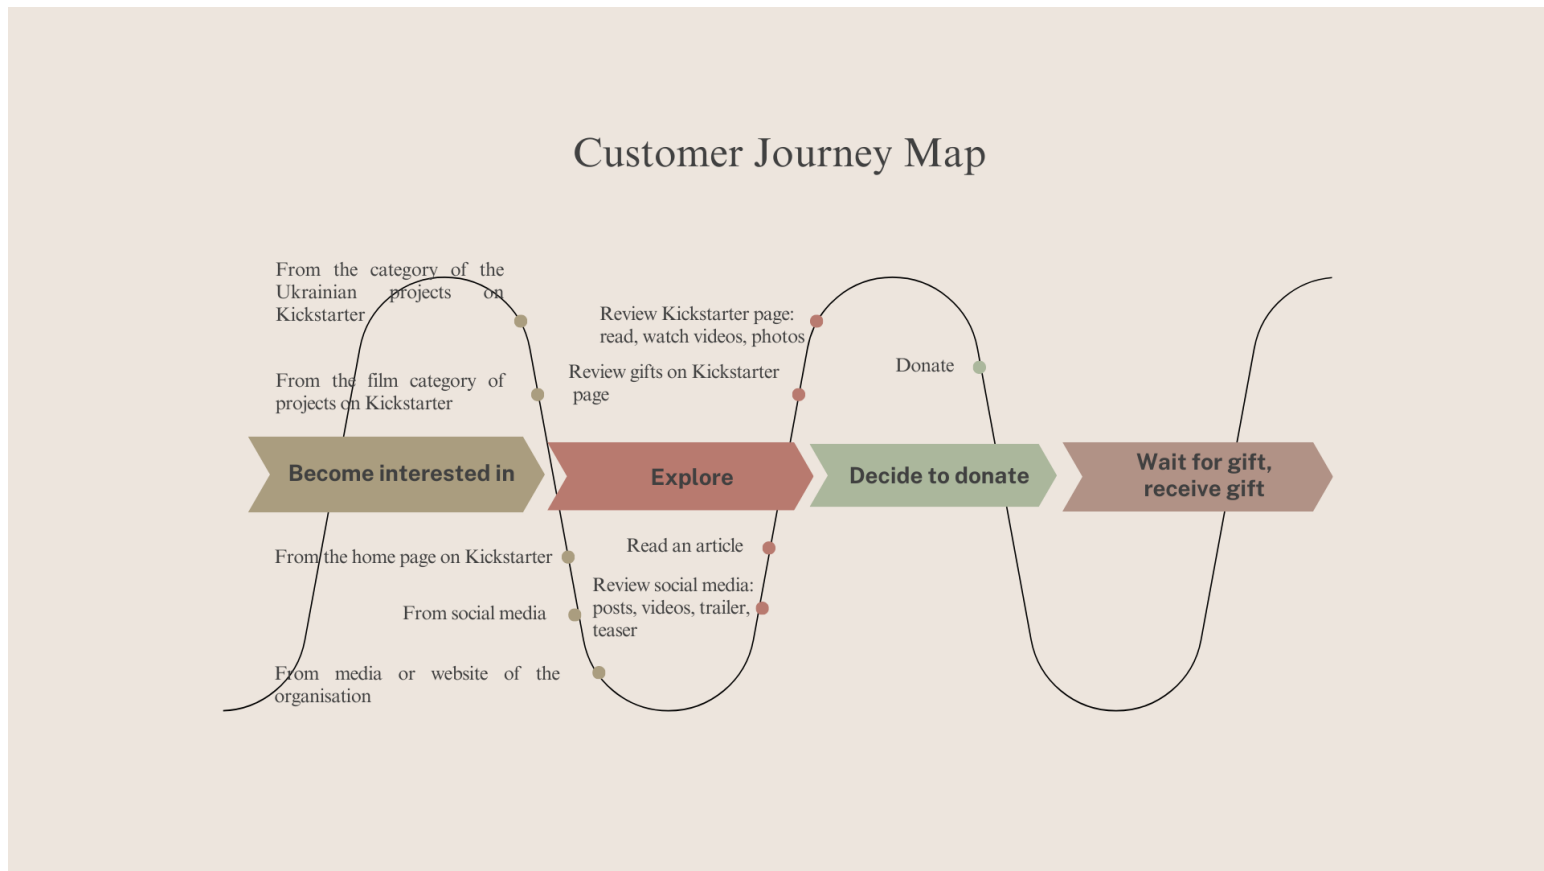 Customer Journey Map
From the category of the
Ukrainian projects on
Kickstarter
From the film category of
projects on Kickstarter
Review Kickstarter page:
read, watch videos, photos
Review gifts on Kickstarter
page
Donate
Become interested in
Explore
Decide to donate
Wait for gift,
receive gift
From the home page on Kickstarter
From social media
From media or website of the
organisation
Read an article
Review social media:
posts, videos, trailer,
teaser